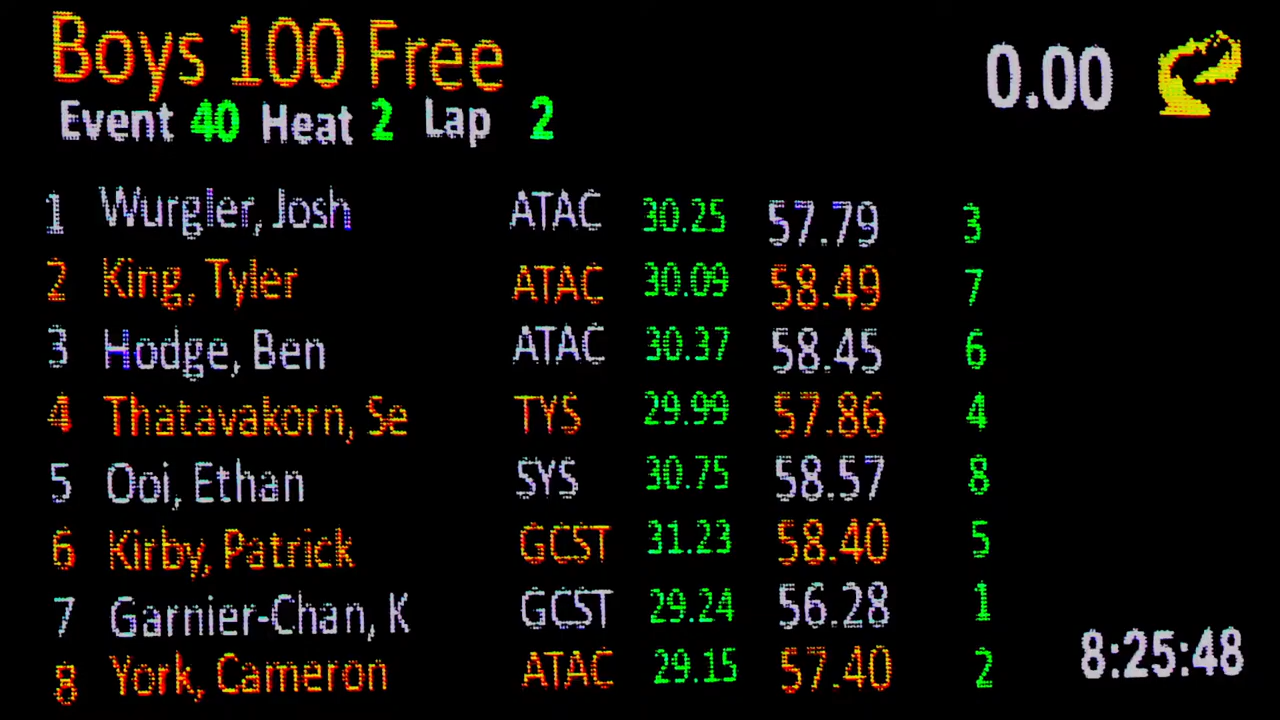 Boys 100 Free
0.00
Event 40 Heat 2 Lap 2
1 Wurgler, Josh ATAC 30.25 57.79 3
2 King, Tyler ATAC 30.09 58.49 7
3 Hodge, Ben ATAC 30.37 58.45 6
4 Thatavakorn, Se TYS 29.99 57.86 4
5 Ooi, Ethan SYS 30.75 58.57 8
6 Kirby, Patrick GCST 31.23 58.40 5
7 Garnier-Chan, K GCST 29.24 56.28 1
8 York, Cameron ATAC 29.15 57.40 2
8:25:48